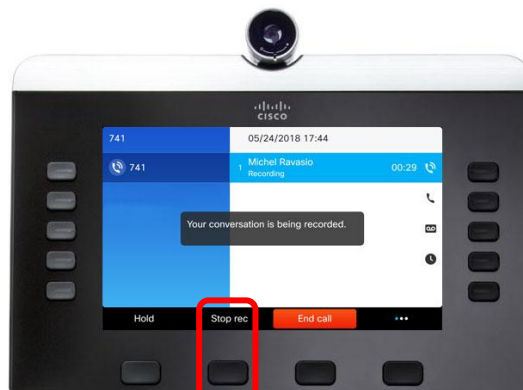 CISCO
741 05/24/2018 17:44
741 1 Michel Ravasio 00:29
Recording
Your conversation is being recorded.
Hold Stop rec End call